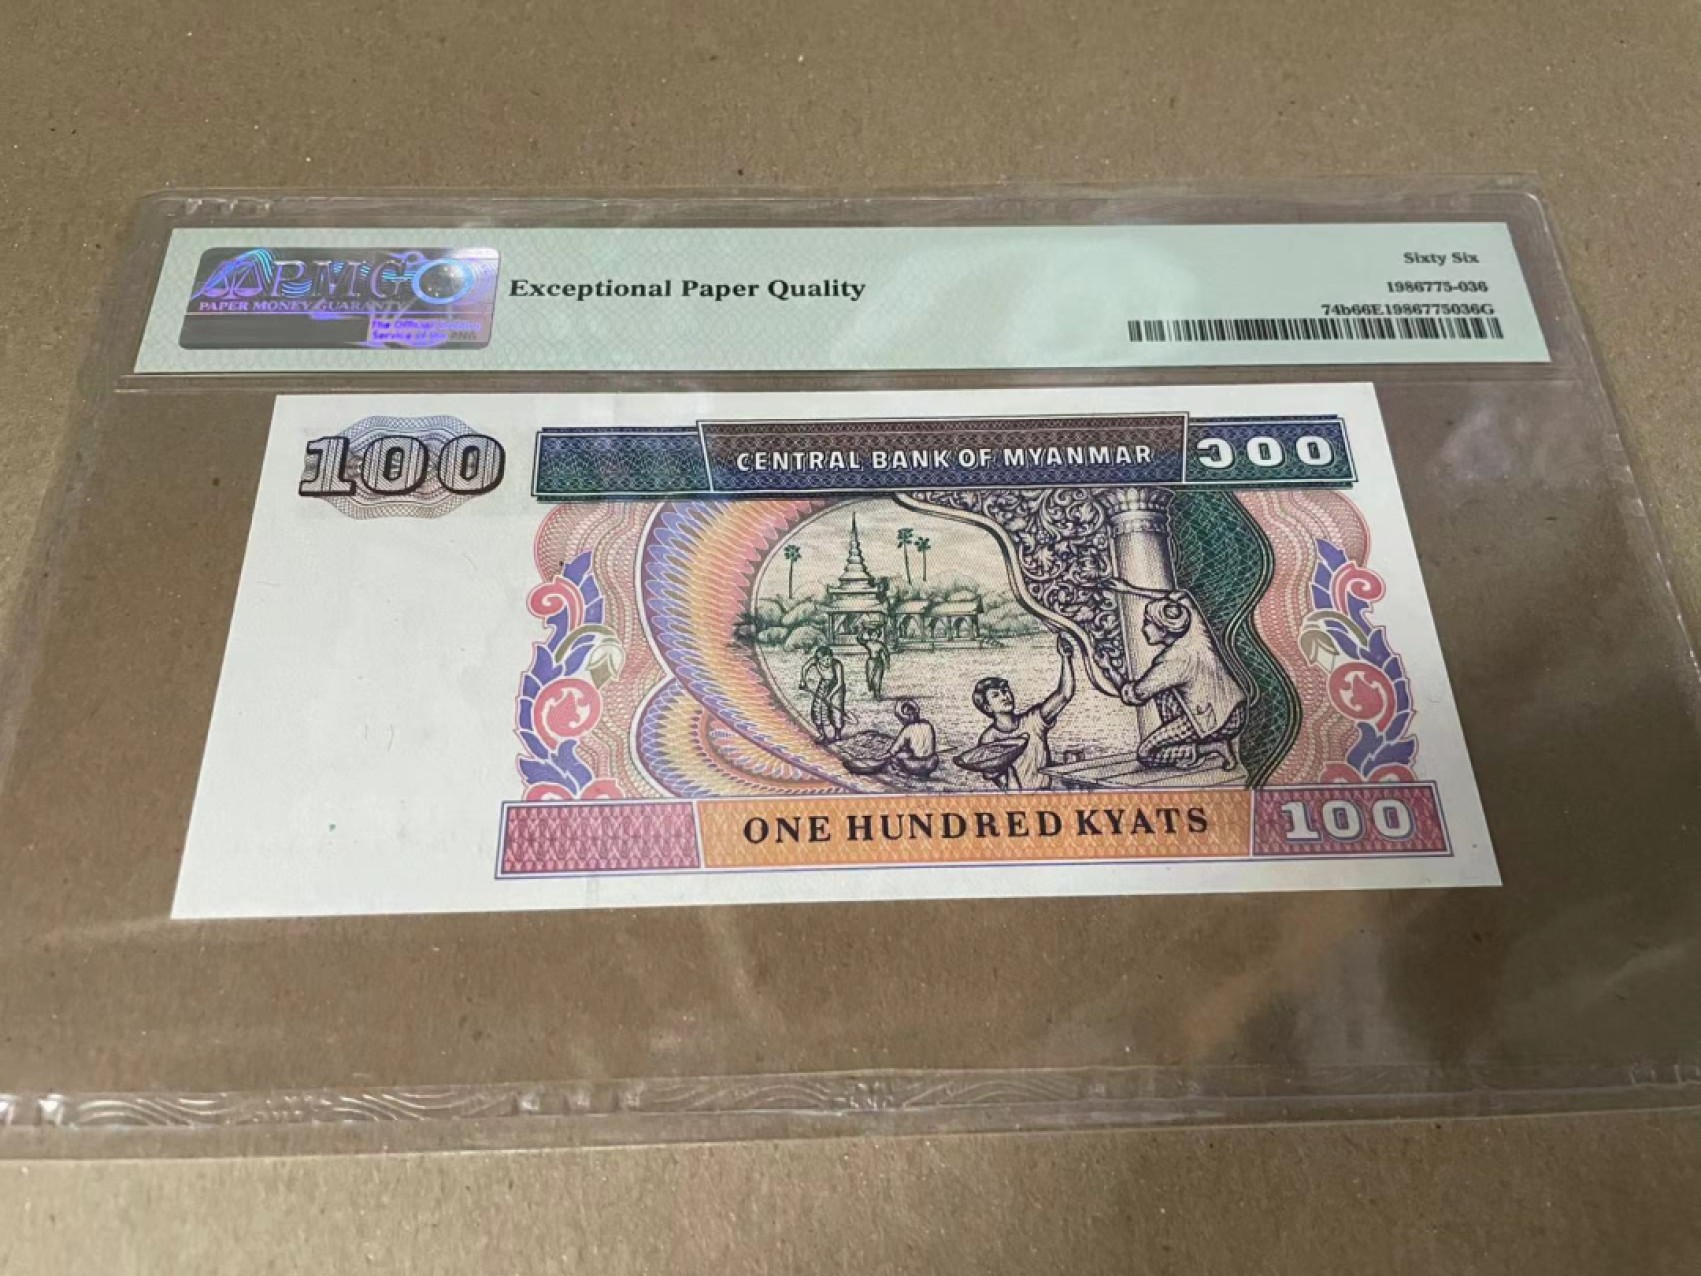 PMG
PAPER MONEY GUARANTY
Exceptional Paper Quality
Sixty Six
1986775-036
74b66E1986775036G
100
CENTRAL BANK OF MYANMAR
၁၀၀
ONE HUNDRED KYATS
100